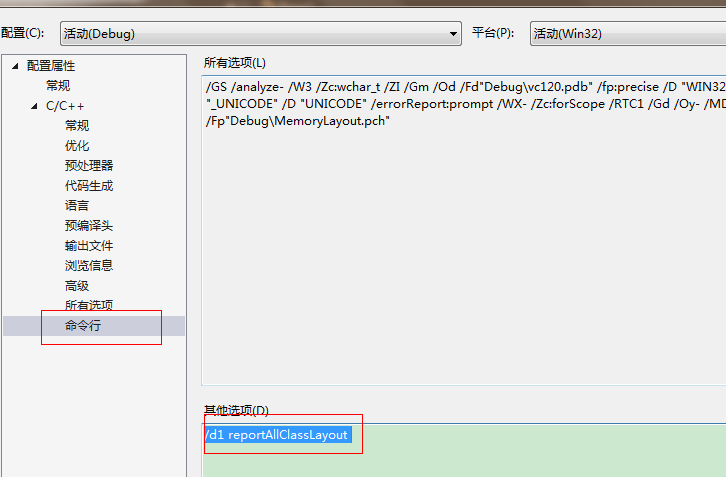 配置(C):
活动(Debug)
平台(P):
活动(Win32)
配置属性
常规
C/C++
常规
优化
预处理器
代码生成
语言
预编译头
输出文件
浏览信息
高级
所有选项
命令行
所有选项(L)
/GS /analyze- /W3 /Zc:wchar_t /ZI /Gm /Od /Fd"Debug\vc120.pdb" /fp:precise /D "WIN32
"_UNICODE" /D "UNICODE" /errorReport:prompt /WX- /Zc:forScope /RTC1 /Gd /Oy- /MD
/Fp"Debug\MemoryLayout.pch"
其他选项(D)
/d1 reportAllClassLayout